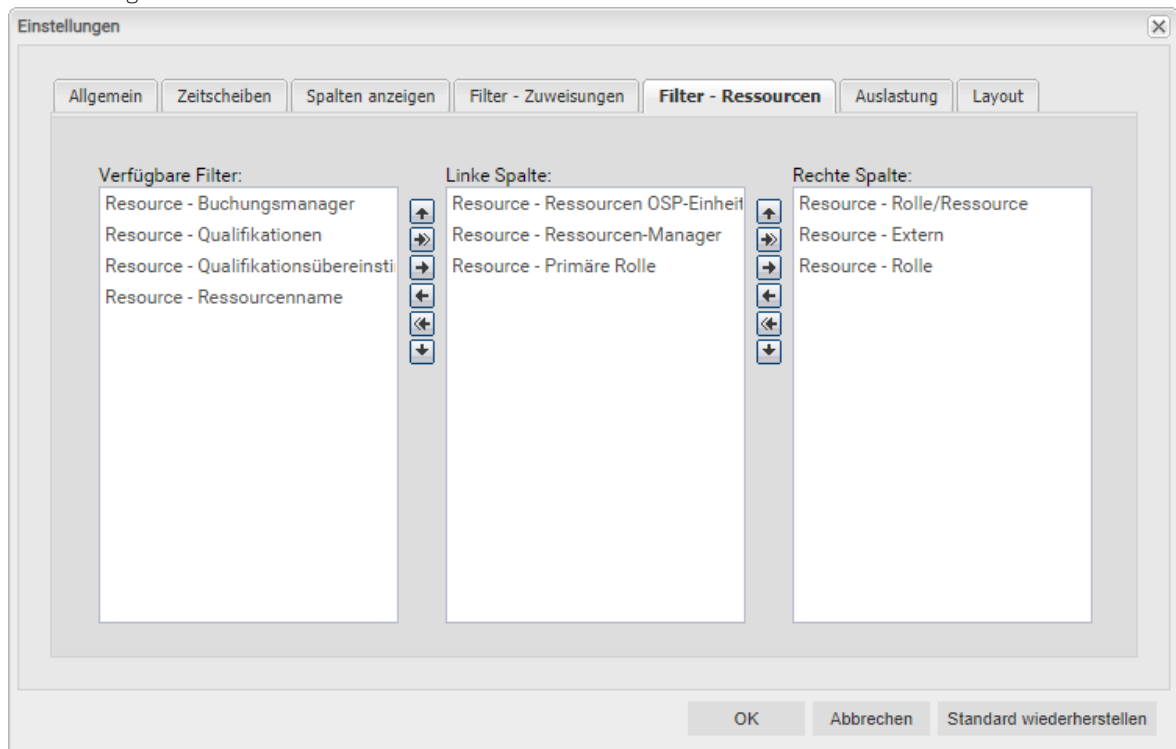 Einstellungen
Allgemein Zeitscheiben Spalten anzeigen Filter - Zuweisungen Filter - Ressourcen Auslastung Layout
Verfügbare Filter: Linke Spalte: Rechte Spalte:
Resource - Buchungsmanager Resource - Ressourcen OSP-Einheit Resource - Rolle/Ressource
Resource - Qualifikationen Resource - Ressourcen-Manager Resource - Extern
Resource - Qualifikationsübereinsti Resource - Primäre Rolle Resource - Rolle
Resource - Ressourcenname
OK Abbrechen Standard wiederherstellen